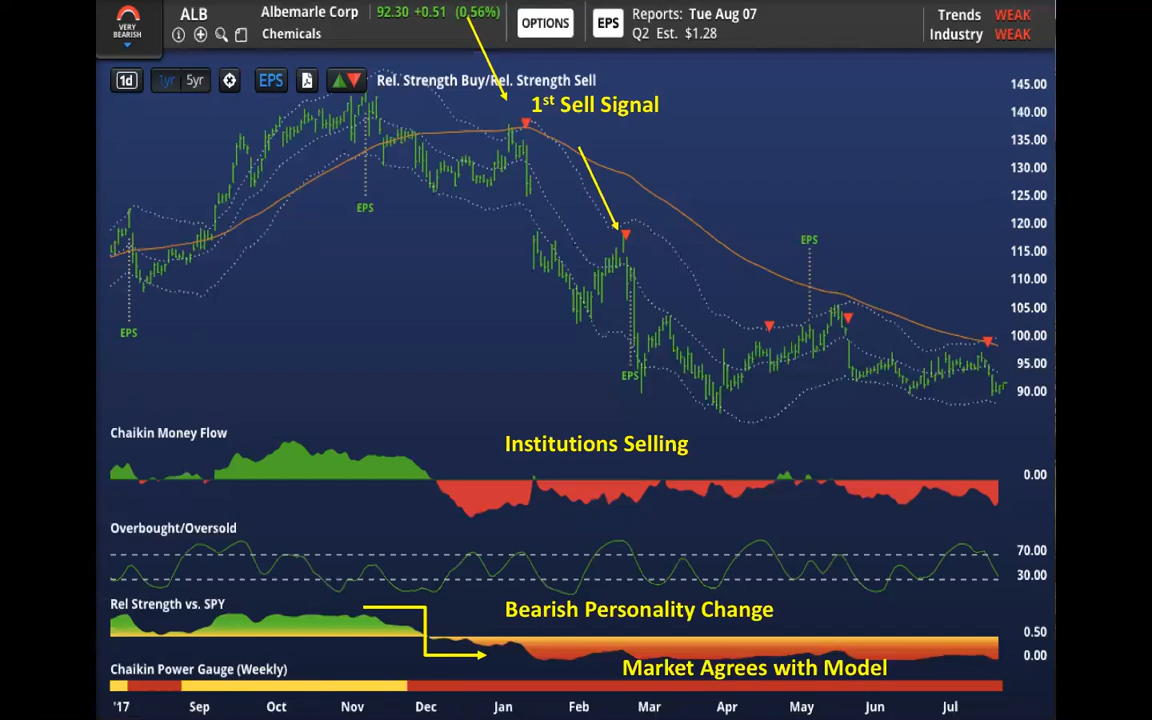 VERY
BEARISH
ALB
Albemarle Corp
92.30 +0.51 (0.56%)
Chemicals
OPTIONS
EPS
Reports: Tue Aug 07
Q2 Est. $1.28
Trends WEAK
Industry WEAK
1d
1yr 5yr
EPS
Rel. Strength Buy/Rel. Strength Sell
1st Sell Signal
145.00
140.00
135.00
130.00
125.00
120.00
115.00
110.00
105.00
100.00
95.00
90.00
EPS
EPS
EPS
EPS
Chaikin Money Flow
Institutions Selling
0.00
Overbought/Oversold
70.00
30.00
Rel Strength vs. SPY
Bearish Personality Change
0.50
0.00
Chaikin Power Gauge (Weekly)
Market Agrees with Model
'17 Sep Oct Nov Dec Jan Feb Mar Apr May Jun Jul